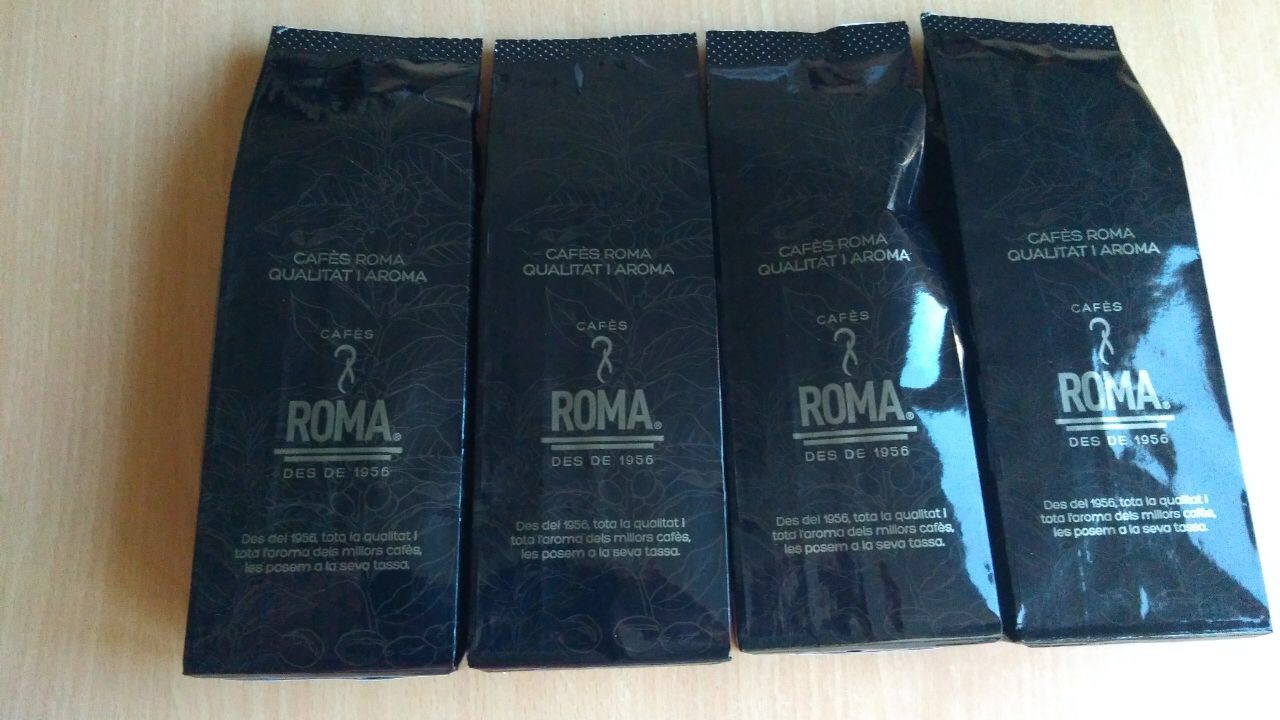 CAFÈS ROMA
QUALITAT I AROMA
CAFÈS
ROMA®
DES DE 1956
Des del 1956, tota la qualitat i
tota l'aroma dels millors cafès,
les posem a la seva tassa.
CAFÈS ROMA
QUALITAT I AROMA
CAFÈS
ROMA®
DES DE 1956
Des del 1956, tota la qualitat i
tota l'aroma dels millors cafès,
les posem a la seva tassa.
CAFÈS ROMA
QUALITAT I AROMA
CAFÈS
ROMA®
DES DE 1956
Des del 1956, tota la qualitat i
tota l'aroma dels millors cafès,
les posem a la seva tassa.
CAFÈS ROMA
QUALITAT I AROMA
CAFÈS
ROMA®
DES DE 1956
Des del 1956, tota la qualitat i
tota l'aroma dels millors cafès,
les posem a la seva tassa.